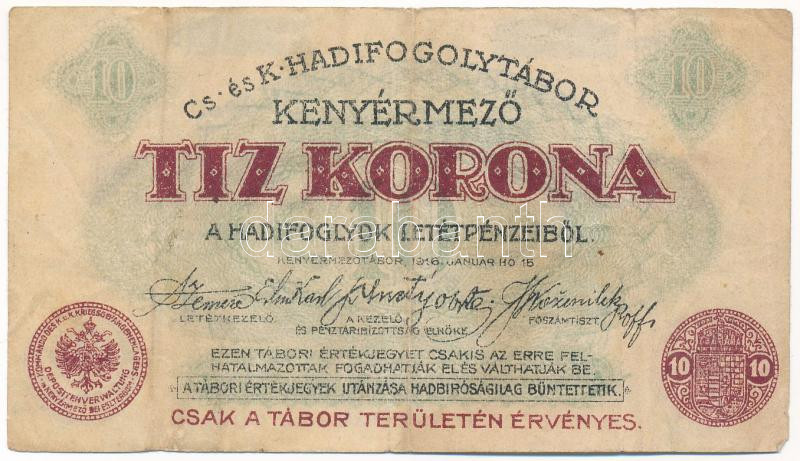 10 10
Cs. és K. HADIFOGOLYTÁBOR
KENYÉRMEZŐ
TIZ KORONA
darabanth
A HADIFOGLYOK LETÉTPÉNZEIBŐL.
KENYÉRMEZŐTÁBOR, 1916. JANUÁR HÓ 15
LETÉTKEZELŐ. A KEZELŐ FŐSZÁMTISZT.
ÉS PÉNZTÁRBIZOTTSÁG ELNÖKE
EZEN TÁBORI ÉRTÉKJEGYET CSAKIS AZ ERRE FEL-
HATALMAZOTTAK FOGADHATJÁK EL ÉS VÁLTHATJÁK BE.
A TÁBORI ÉRTÉKJEGYEK UTÁNZÁSA HADBIRÓSÁGILAG BÜNTETTETIK.
CSAK A TÁBOR TERÜLETÉN ÉRVÉNYES.
DEPOSITENVERWALTUNG
10 10